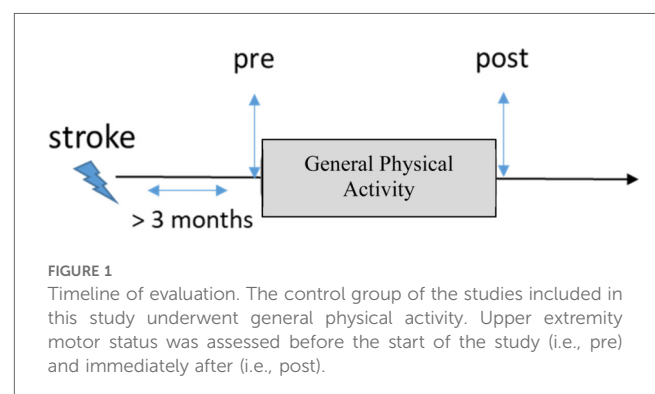 pre
post
stroke
General Physical
Activity
> 3 months
FIGURE 1
Timeline of evaluation. The control group of the studies included in
this study underwent general physical activity. Upper extremity
motor status was assessed before the start of the study (i.e., pre)
and immediately after (i.e., post).